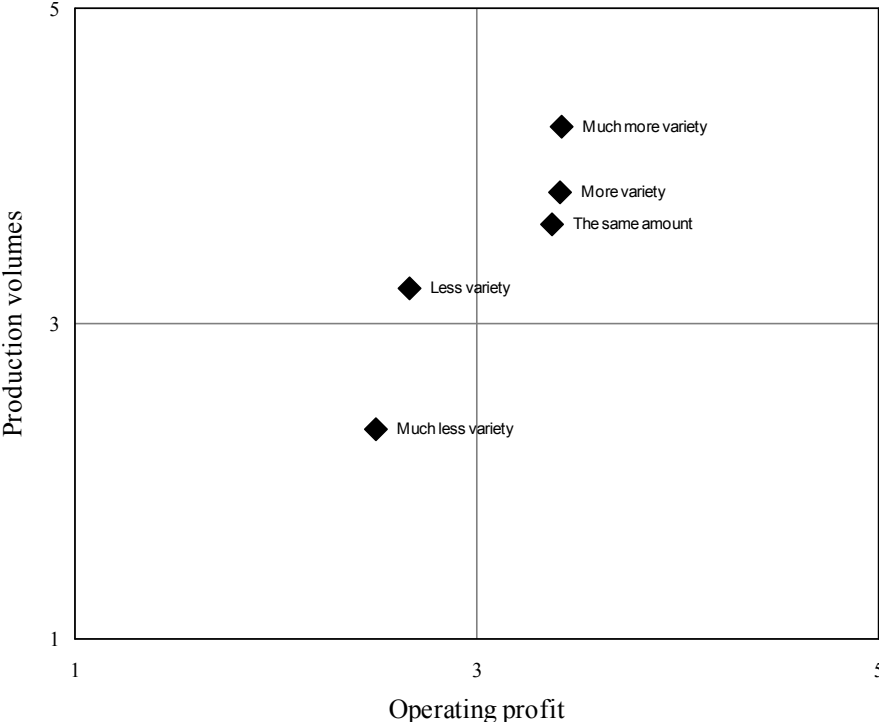 5
Much more variety
More variety
The same amount
Less variety
3
Much less variety
1
1 3 5
Production volumes
Operating profit